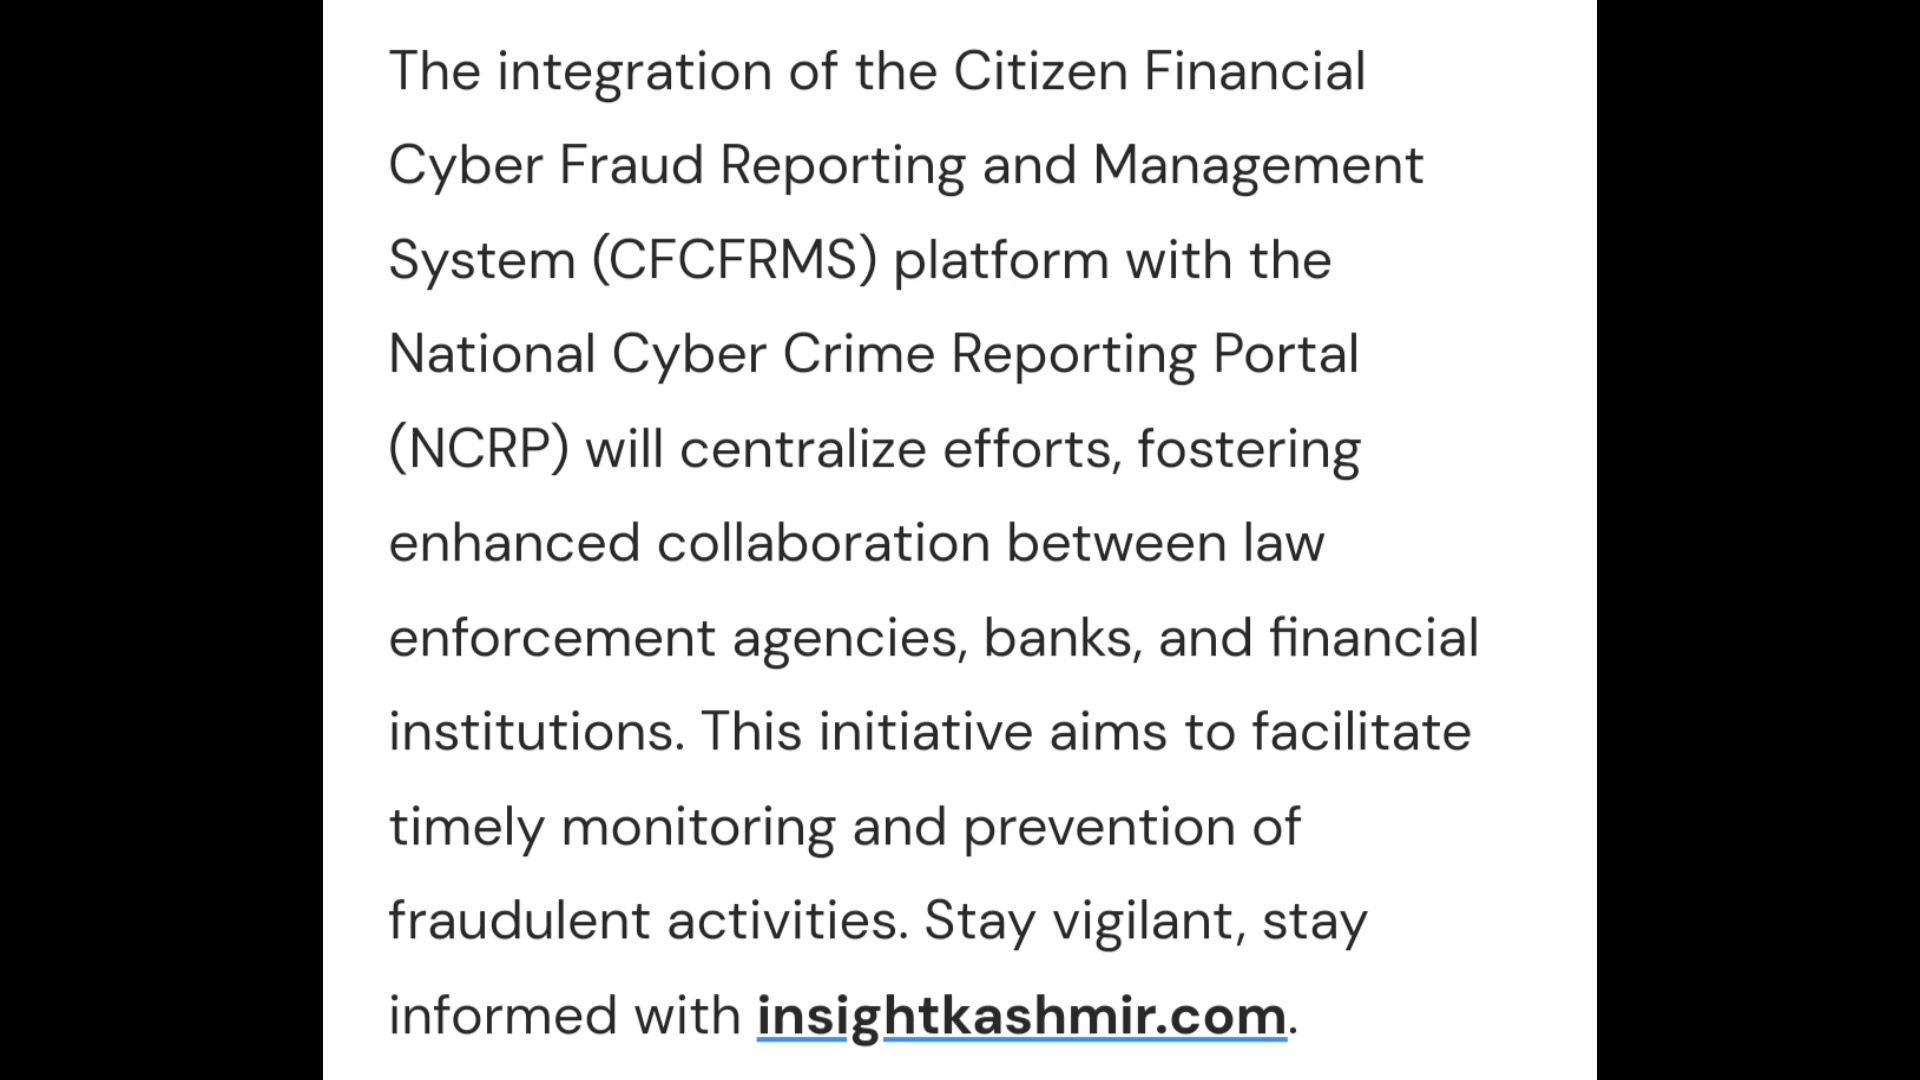 The integration of the Citizen Financial
Cyber Fraud Reporting and Management
System (CFCFRMS) platform with the
National Cyber Crime Reporting Portal
(NCRP) will centralize efforts, fostering
enhanced collaboration between law
enforcement agencies, banks, and financial
institutions. This initiative aims to facilitate
timely monitoring and prevention of
fraudulent activities. Stay vigilant, stay
informed with insightkashmir.com.